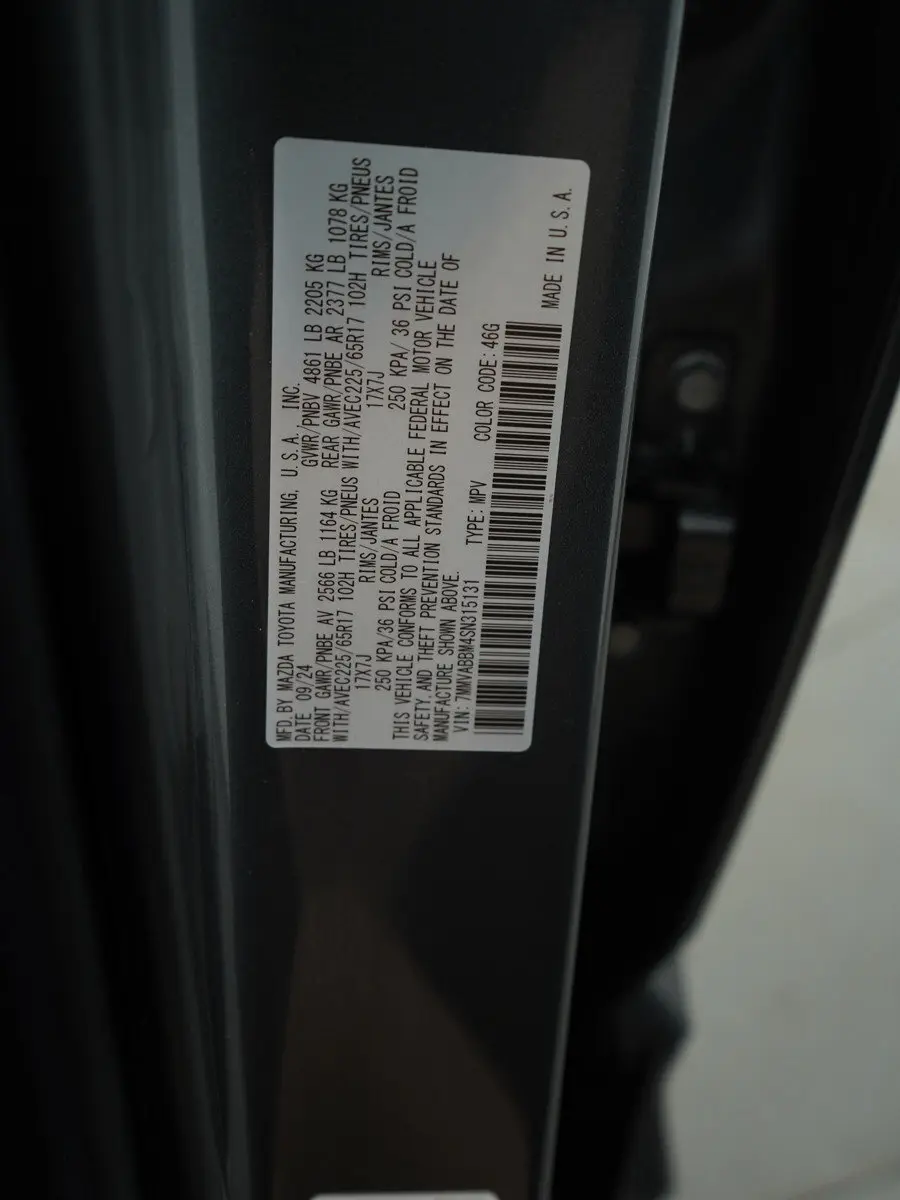 MFD. BY MAZDA TOYOTA MANUFACTURING, U.S.A. INC.
DATE 09/24 GVWR/PNBV 4861 LB 2205 KG
FRONT GAWR/PNBE AV 2566 LB 1164 KG REAR GAWR/PNBE AR 2377 LB 1078 KG
WITH/AVEC225/65R17 102H TIRES/PNEUS WITH/AVEC225/65R17 102H TIRES/PNEUS
17X7J RIMS/JANTES 17X7J RIMS/JANTES
250 KPA/36 PSI COLD/A FROID 250 KPA/ 36 PSI COLD/A FROID
THIS VEHICLE CONFORMS TO ALL APPLICABLE FEDERAL MOTOR VEHICLE
SAFETY, AND THEFT PREVENTION STANDARDS IN EFFECT ON THE DATE OF
MANUFACTURE SHOWN ABOVE.
VIN: 7MMVABBM4SN315131 TYPE: MPV COLOR CODE: 46G
MADE IN U.S.A.